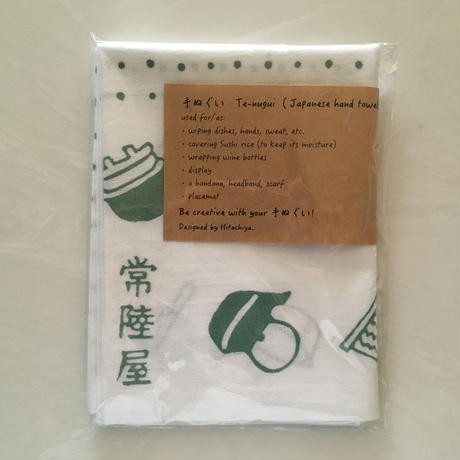 手ぬぐい Te-nugui ( Japanese hand towel
used for/as:
· wiping dishes, hands, sweat, etc.
· covering Sushi rice (to keep its moisture)
· wrapping wine bottles
· display
· a bandana, headband, scarf
· placemat
Be creative with your 手ぬぐい!
Designed by Hitachiya.
常陸屋